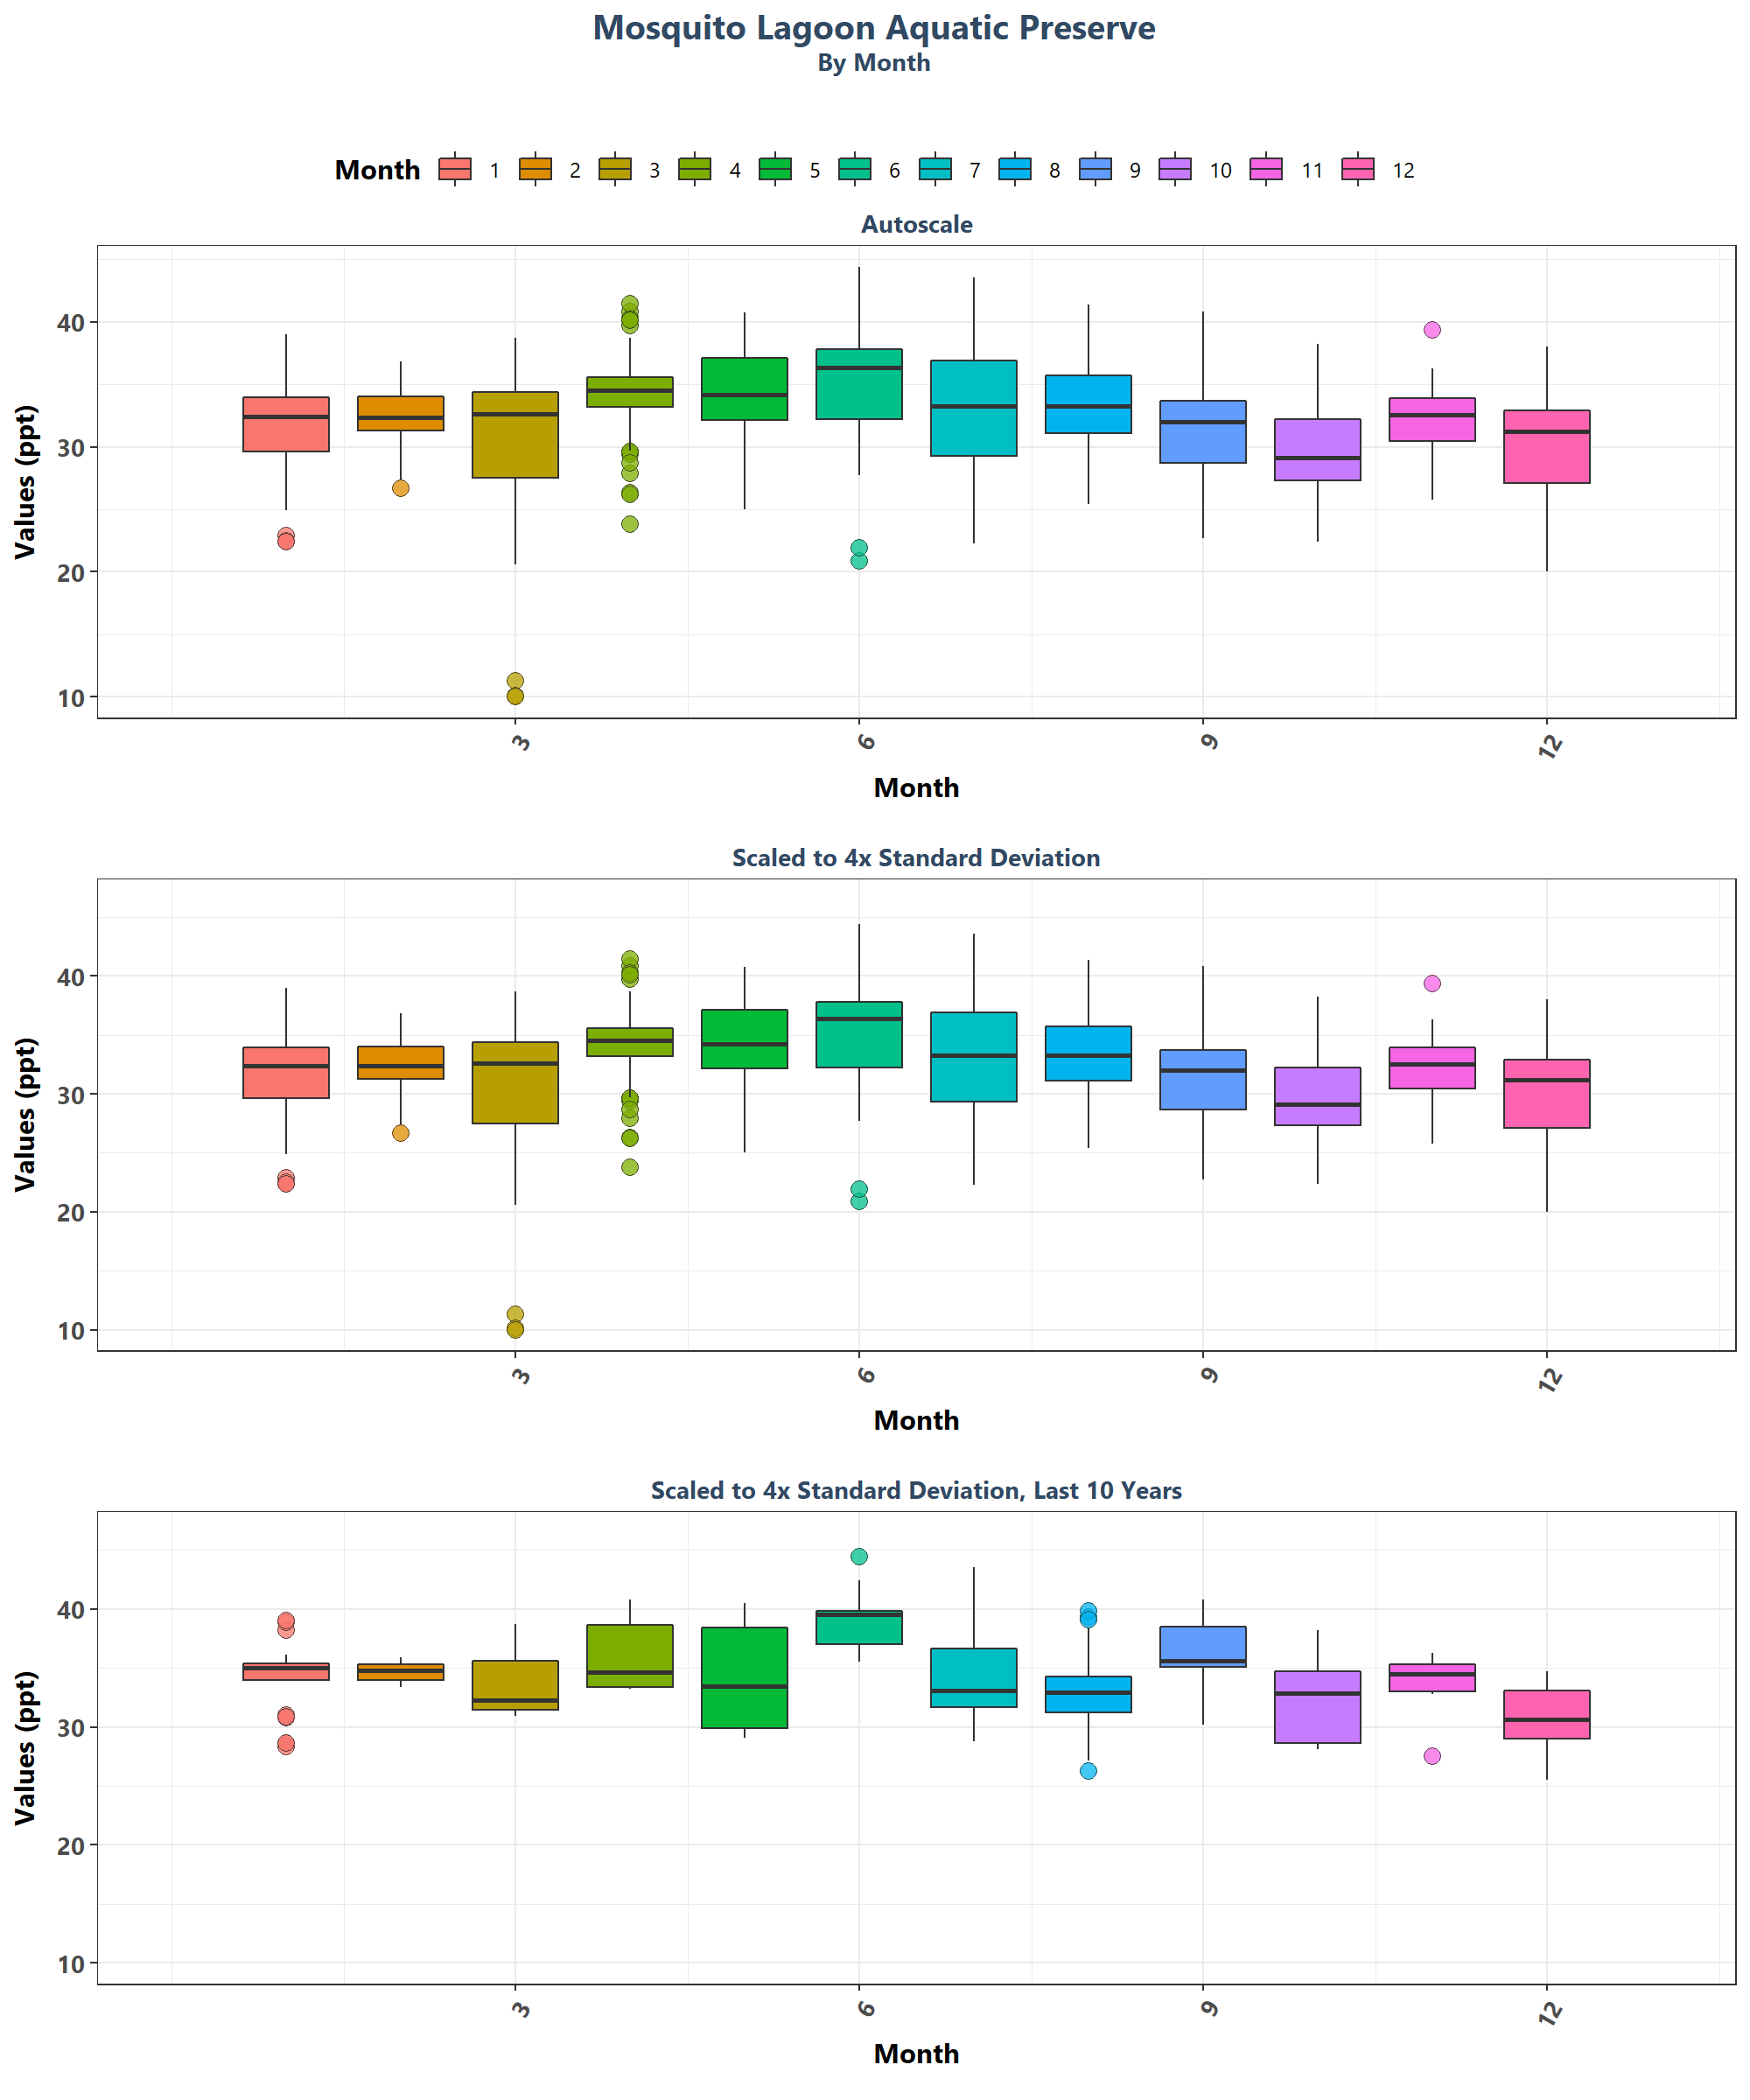 Mosquito Lagoon Aquatic Preserve
By Month
Month 1 2 3 4 5 6 7 8 9 10 11 12
Autoscale
Values (ppt)
40
30
20
10
3 6 9 12
Month
Scaled to 4x Standard Deviation
Values (ppt)
40
30
20
10
3 6 9 12
Month
Scaled to 4x Standard Deviation, Last 10 Years
Values (ppt)
40
30
20
10
3 6 9 12
Month